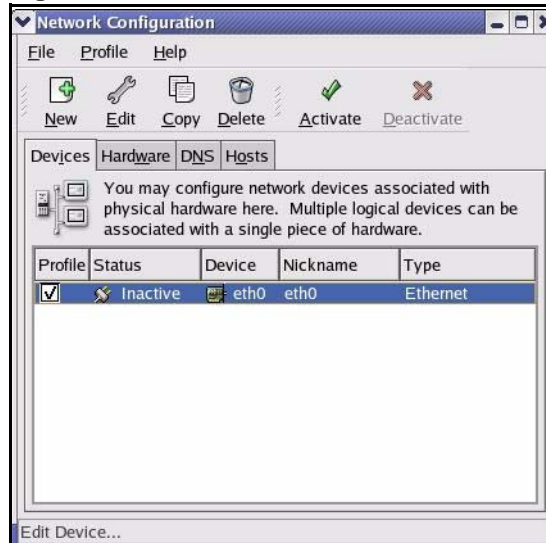 Network Configuration
File Profile Help
New Edit Copy Delete Activate Deactivate
Devices Hardware DNS Hosts
You may configure network devices associated with
physical hardware here. Multiple logical devices can be
associated with a single piece of hardware.
Profile Status Device Nickname Type
Inactive eth0 eth0 Ethernet
Edit Device...